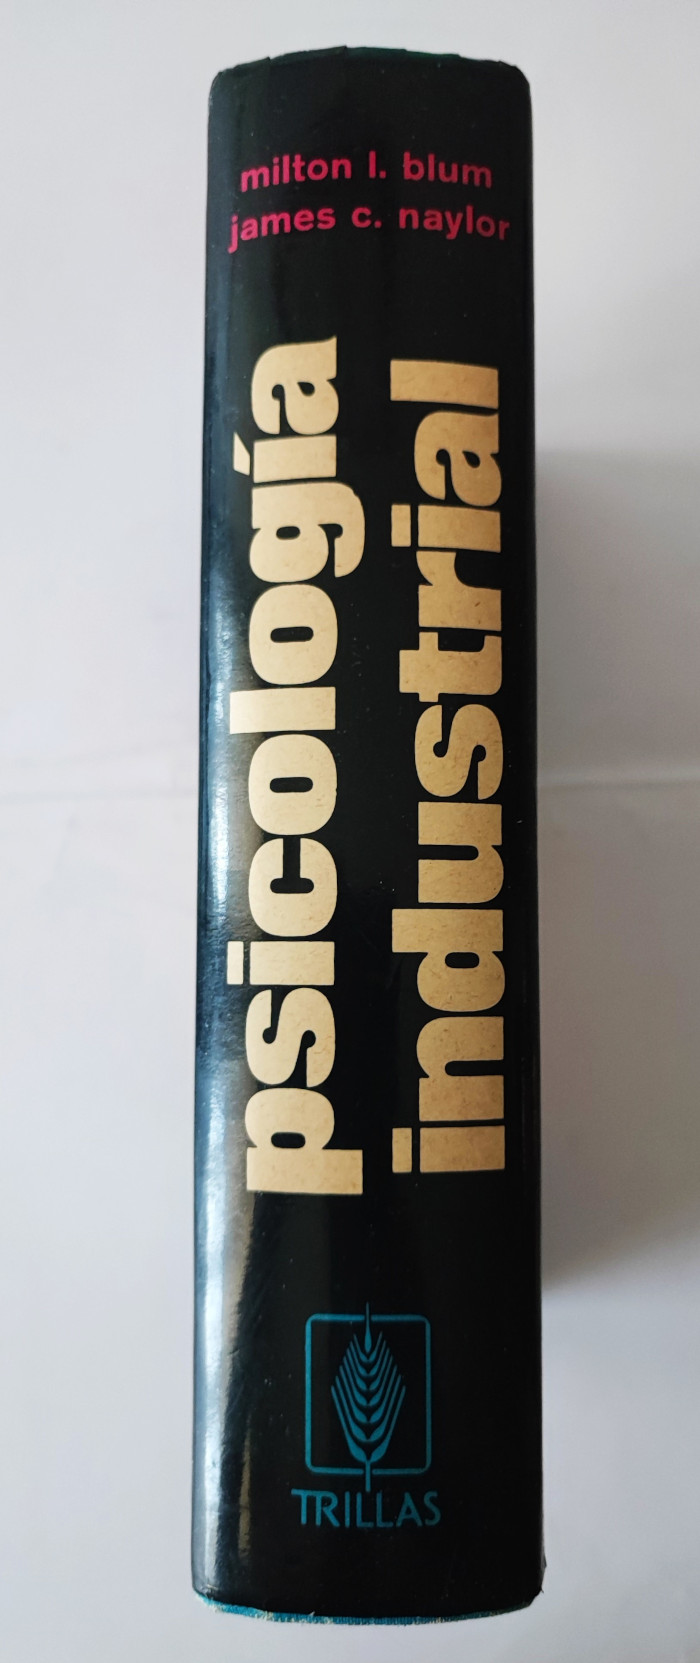 milton l. blum
james c. naylor
psicología
industrial
TRILLAS